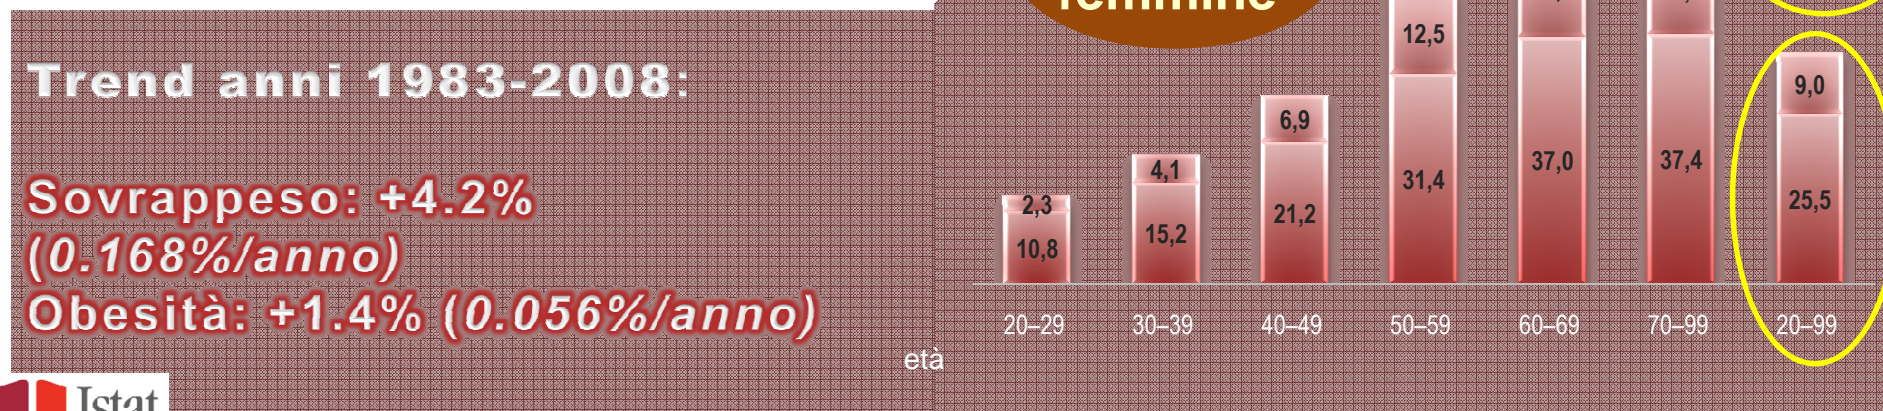 femmine
Trend anni 1983-2008:
Sovrappeso: +4.2%
(0.168%/anno)
Obesità: +1.4% (0.056%/anno)
12,5
9,0
6,9
4,1
2,3
37,0
37,4
31,4
25,5
21,2
15,2
10,8
20–29 30–39 40–49 50–59 60–69 70–99 20–99
età
Istat